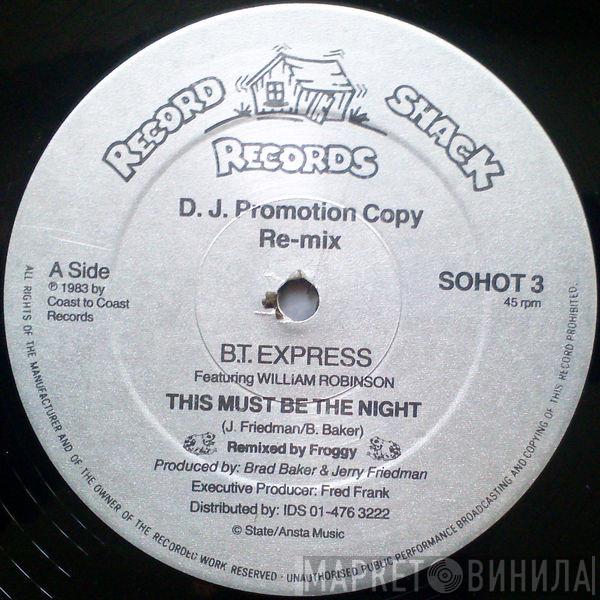 RECORD SHACK
RECORDS
D. J. Promotion Copy
Re-mix
A Side
℗ 1983 by
Coast to Coast
Records
SOHOT 3
45 rpm
B.T. EXPRESS
Featuring WILLiAM ROBINSON
THIS MUST BE THE NIGHT
(J. Friedman/B. Baker)
Remixed by Froggy
Produced by: Brad Baker & Jerry Friedman
Executive Producer: Fred Frank
Distributed by: IDS 01-476 3222
© State/Ansta Music
ALL RIGHTS OF THE MANUFACTURER AND OF THE OWNER OF THE RECORDED WORK RESERVED · UNAUTHORISED PUBLIC PERFORMANCE BROADCASTING AND COPYING OF THIS RECORD PROHIBITED.
МАРКЕТ ВИНИЛА